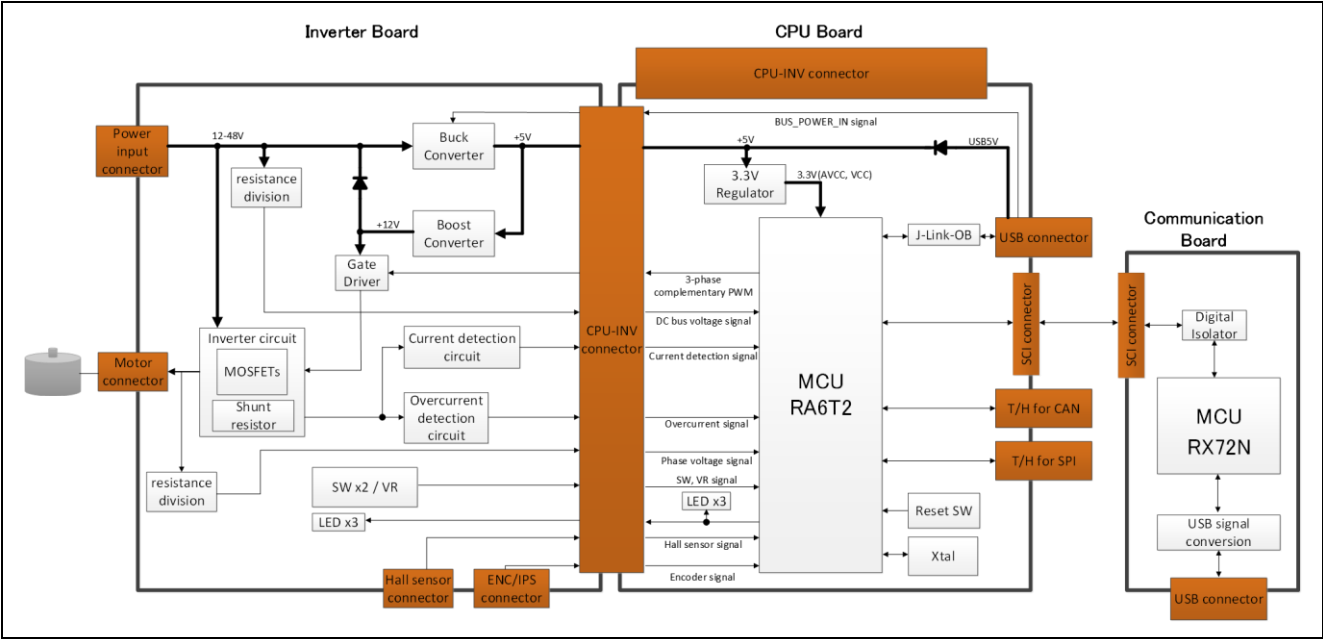 Inverter Board
CPU Board
CPU-INV connector
Power
input
connector
12-48V
Buck
Converter
+5V
BUS_POWER_IN signal
+5V
USB5V
resistance
division
3.3V
Regulator
3.3V(AVCC, VCC)
+12V
Boost
Converter
Gate
Driver
J-Link-OB
USB connector
Communication
Board
3-phase
complementary PWM
DC bus voltage signal
CPU-INV
connector
Current detection signal
MCU
RA6T2
SCI connector
SCI connector
Digital
Isolator
Inverter circuit
MOSFETs
Shunt
resistor
Current detection
circuit
Motor
connector
Overcurrent
detection
circuit
Overcurrent signal
T/H for CAN
MCU
RX72N
Phase voltage signal
T/H for SPI
resistance
division
SW x2 / VR
SW, VR signal
LED x3
LED x3
Reset SW
USB signal
conversion
Hall sensor signal
Xtal
Hall sensor
connector
ENC/IPS
connector
Encoder signal
USB connector